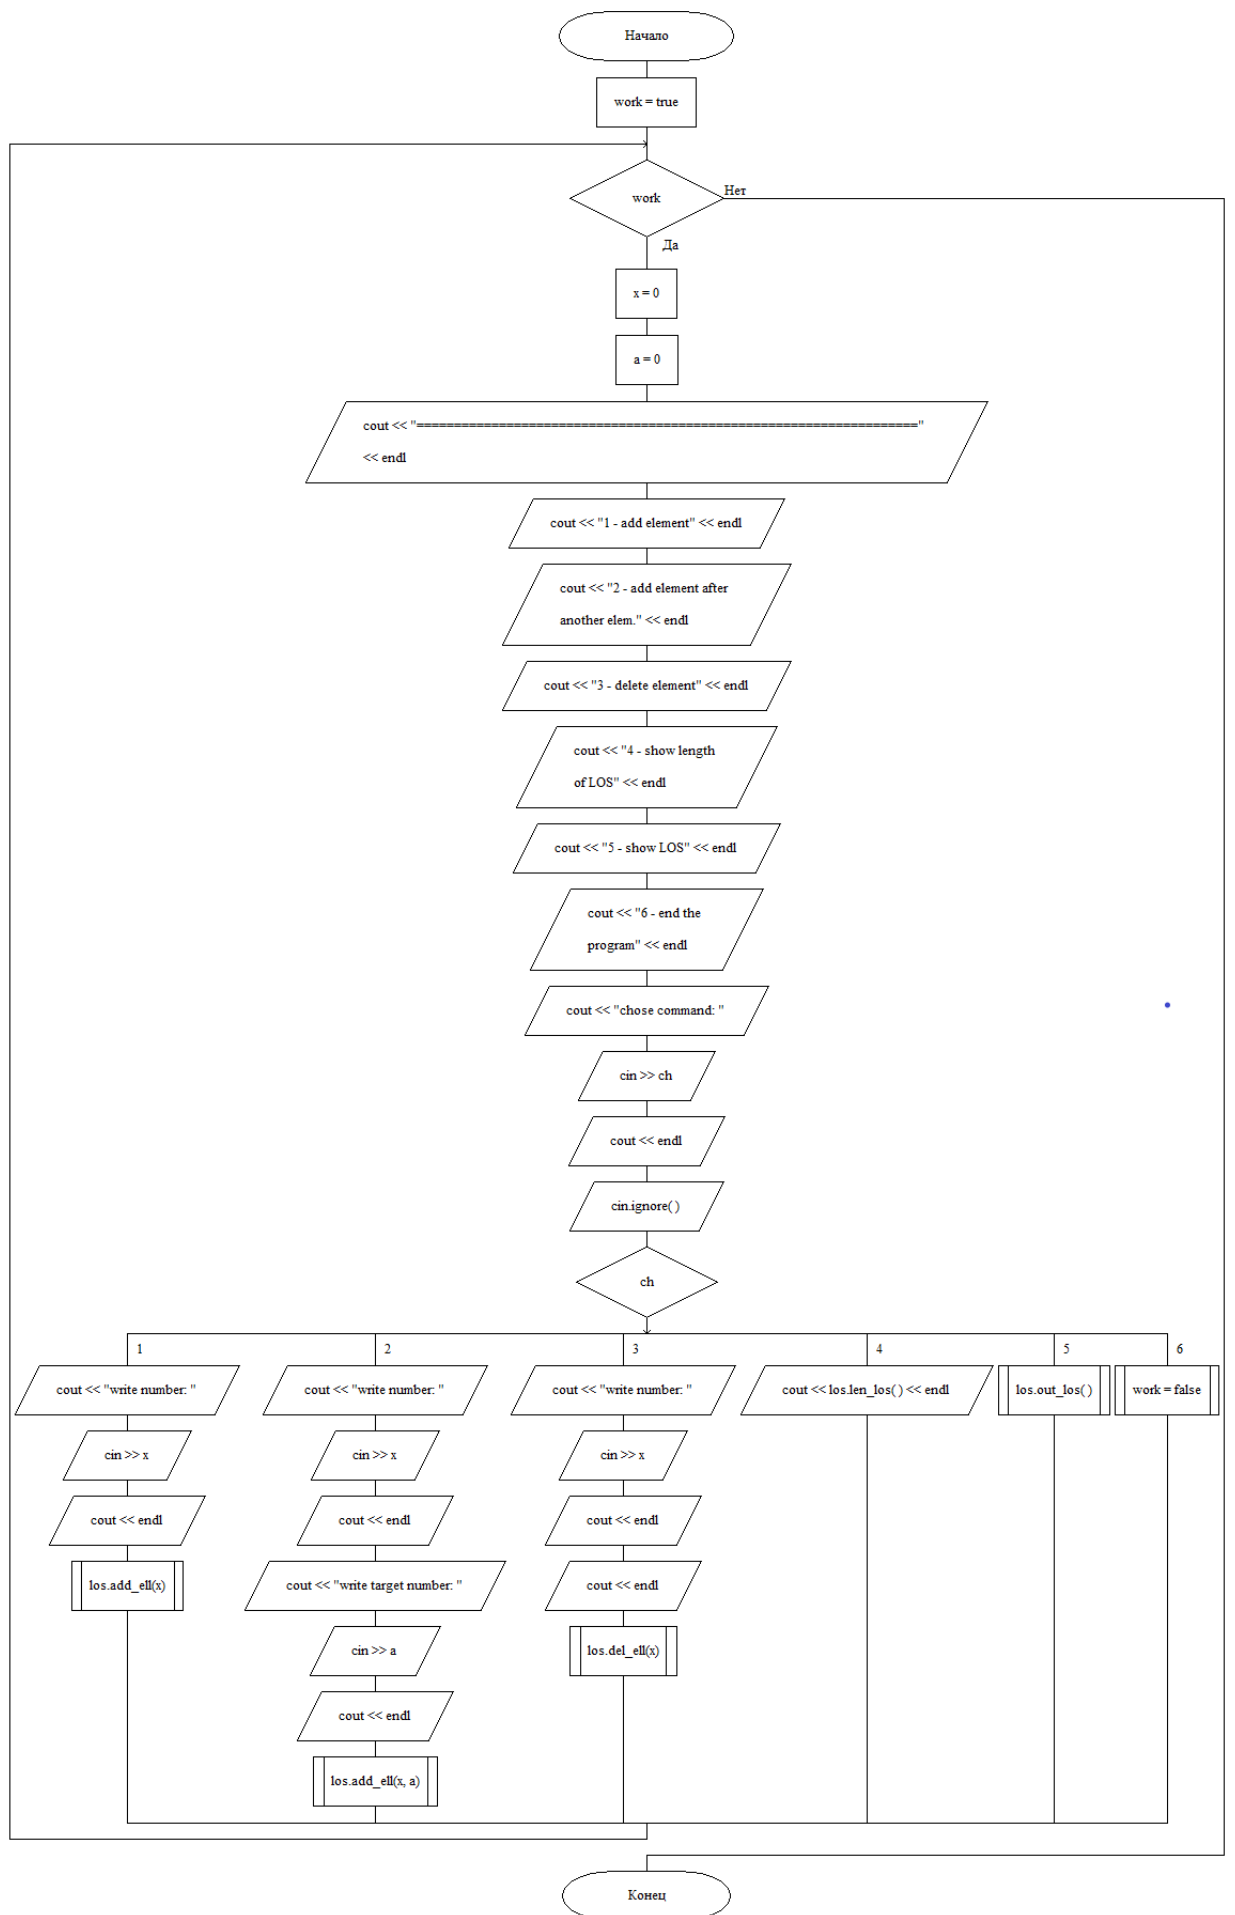 Начало
work = true
work
Нет
Да
x = 0
a = 0
cout << "===================================================================="
<< endl
cout << "1 - add element" << endl
cout << "2 - add element after
another elem." << endl
cout << "3 - delete element" << endl
cout << "4 - show length
of LOS" << endl
cout << "5 - show LOS" << endl
cout << "6 - end the
program" << endl
cout << "chose command: "
cin >> ch
cout << endl
cin.ignore( )
ch
1
cout << "write number: "
cin >> x
cout << endl
los.add_ell(x)
2
cout << "write number: "
cin >> x
cout << endl
cout << "write target number: "
cin >> a
cout << endl
los.add_ell(x, a)
3
cout << "write number: "
cin >> x
cout << endl
cout << endl
los.del_ell(x)
4
cout << los.len_los( ) << endl
5
los.out_los( )
6
work = false
Конец